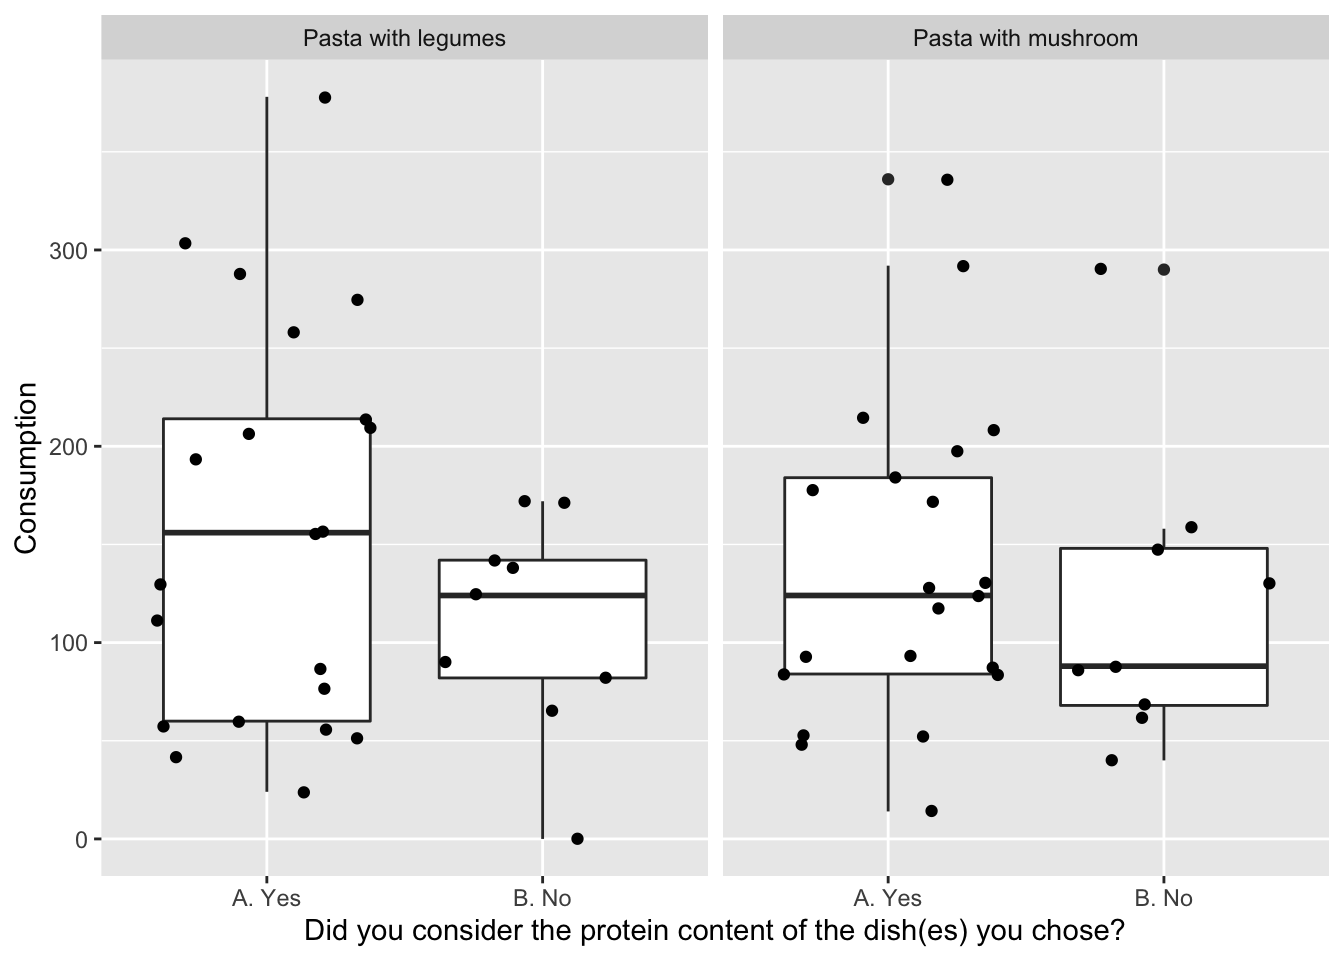 Pasta with legumes
Pasta with mushroom
Consumption
300
200
100
0
A. Yes
B. No
A. Yes
B. No
Did you consider the protein content of the dish(es) you chose?